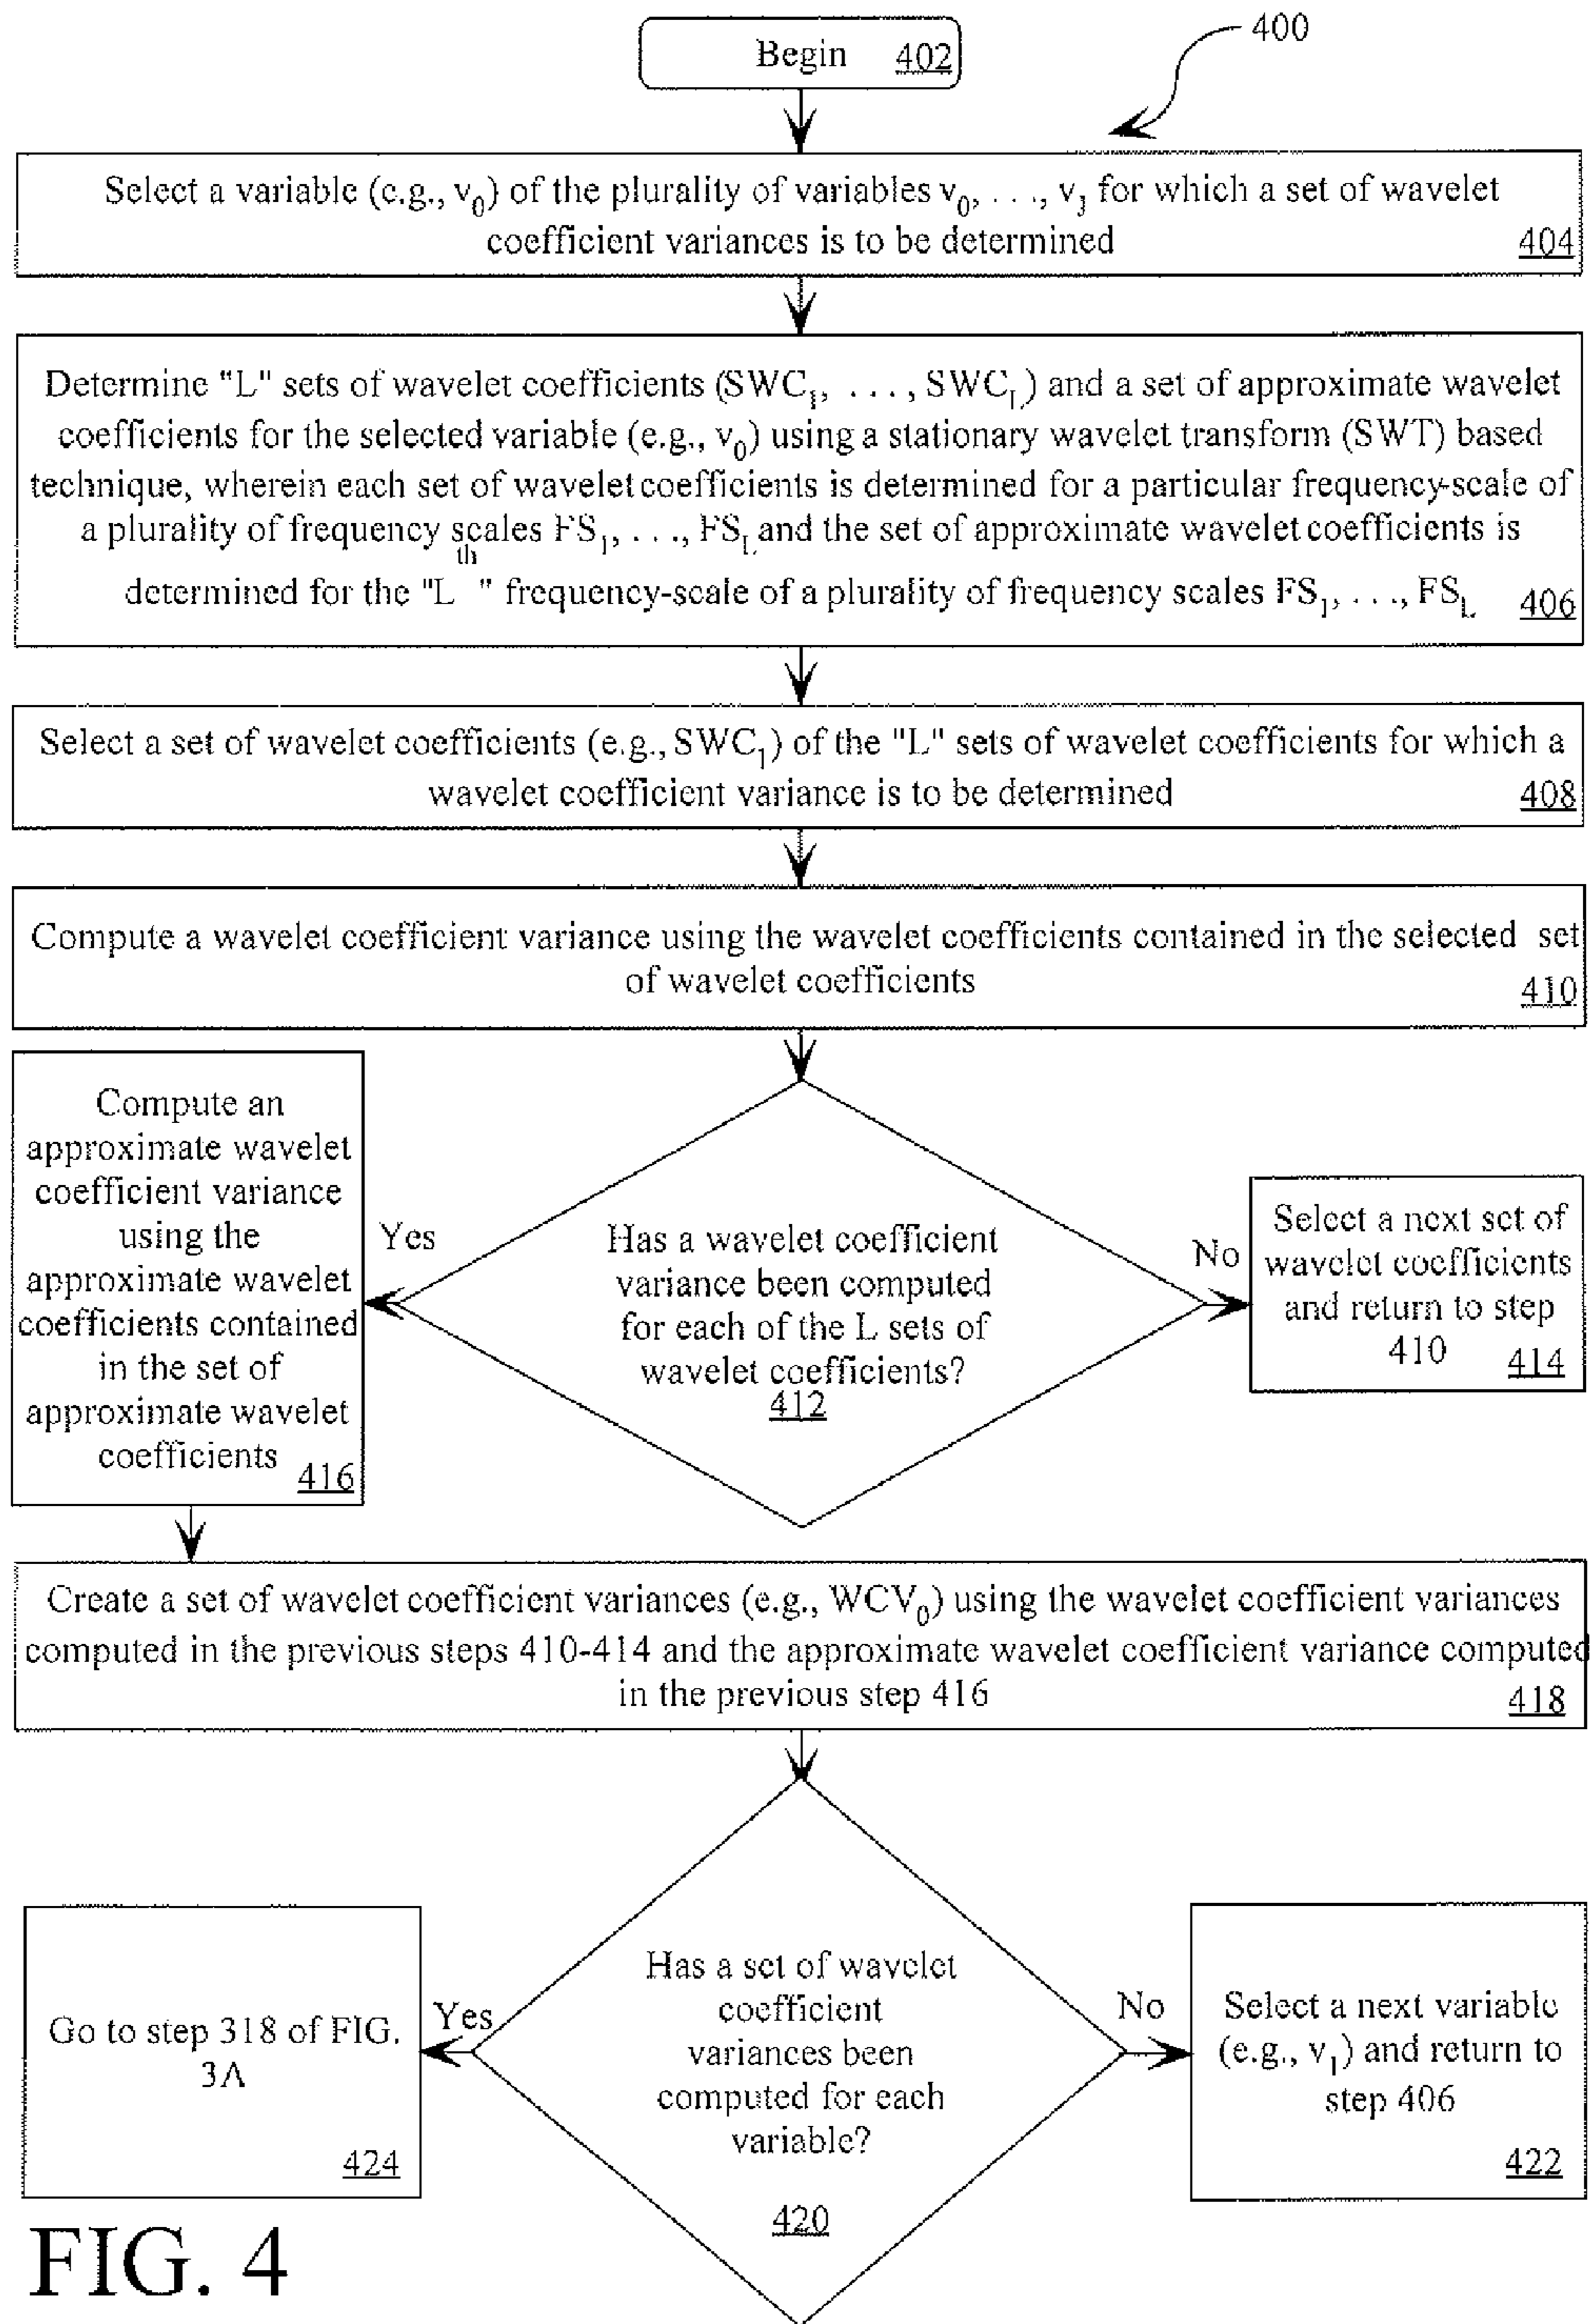 400
Begin 402
Select a variable (e.g., v₀) of the plurality of variables v₀, . . ., vⱼ for which a set of wavelet
coefficient variances is to be determined 404
Determine "L" sets of wavelet coefficients (SWC₁, . . ., SWC_L) and a set of approximate wavelet
coefficients for the selected variable (e.g., v₀) using a stationary wavelet transform (SWT) based
technique, wherein each set of wavelet coefficients is determined for a particular frequency-scale of
a plurality of frequency scales FS₁, . . ., FS_L and the set of approximate wavelet coefficients is
determined for the "L th" frequency-scale of a plurality of frequency scales FS₁, . . ., FS_L 406
Select a set of wavelet coefficients (e.g., SWC₁) of the "L" sets of wavelet coefficients for which a
wavelet coefficient variance is to be determined 408
Compute a wavelet coefficient variance using the wavelet coefficients contained in the selected set
of wavelet coefficients 410
Has a wavelet coefficient
variance been computed
for each of the L sets of
wavelet coefficients?
412
No
Select a next set of
wavelet coefficients
and return to step
410 414
Yes
Compute an
approximate wavelet
coefficient variance
using the
approximate wavelet
coefficients contained
in the set of
approximate wavelet
coefficients 416
Create a set of wavelet coefficient variances (e.g., WCV₀) using the wavelet coefficient variances
computed in the previous steps 410-414 and the approximate wavelet coefficient variance computed
in the previous step 416 418
Has a set of wavelet
coefficient
variances been
computed for each
variable?
420
No
Select a next variable
(e.g., v₁) and return to
step 406
422
Yes
Go to step 318 of FIG.
3A
424
FIG. 4